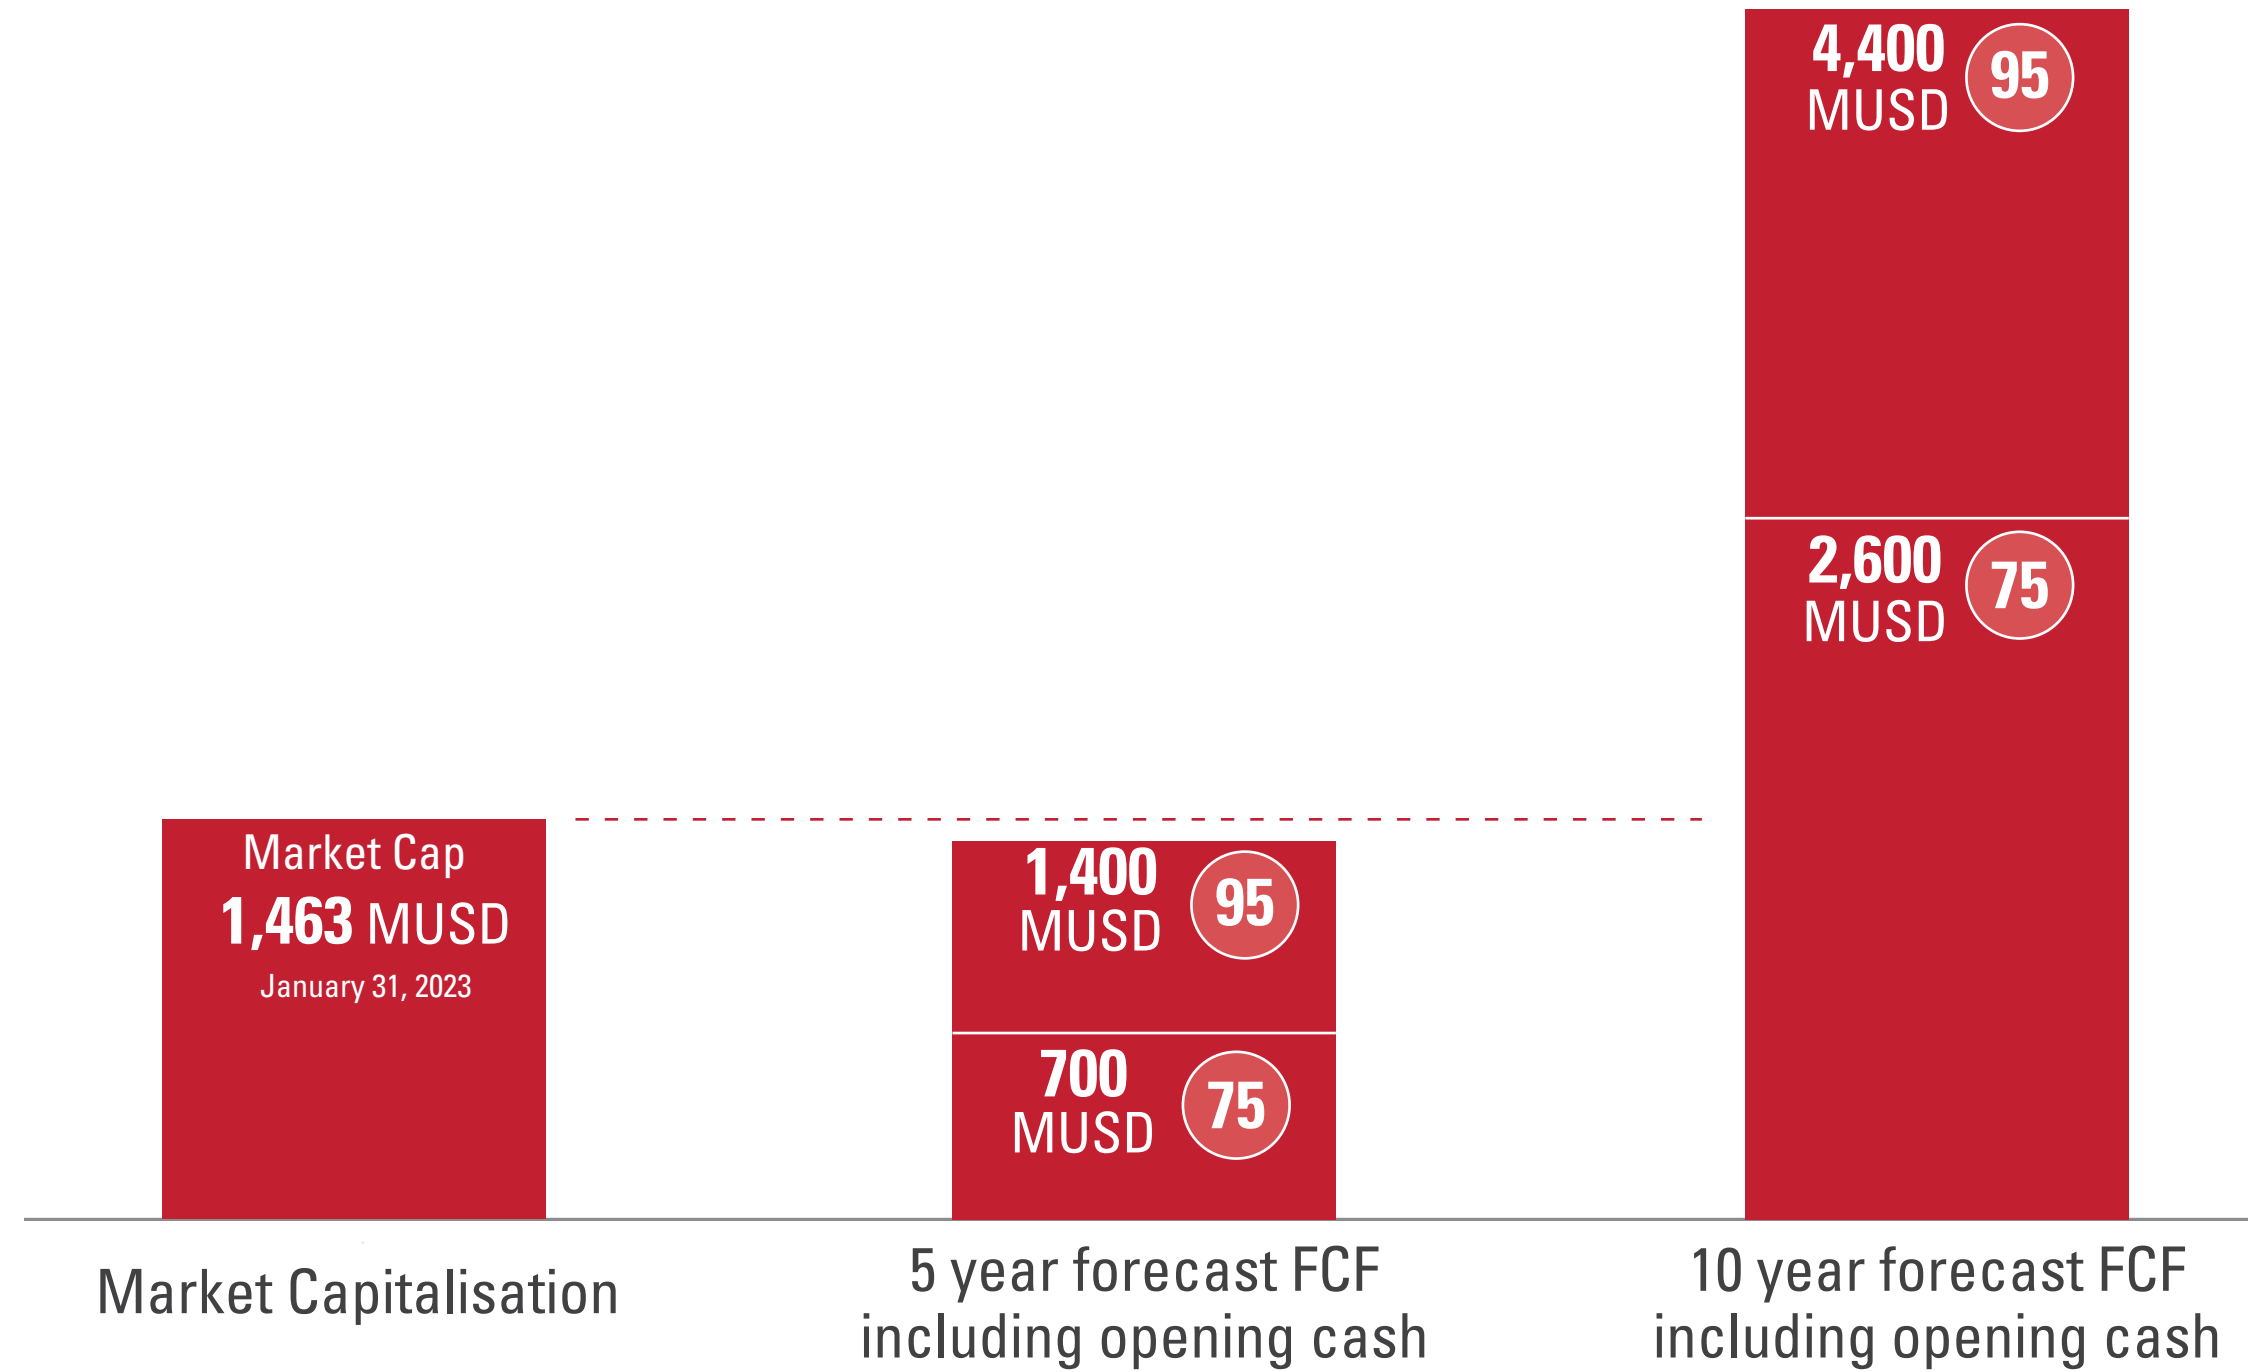 4,400
MUSD
95
2,600
MUSD
75
Market Cap
1,463 MUSD
January 31, 2023
1,400
MUSD
95
700
MUSD
75
Market Capitalisation
5 year forecast FCF
including opening cash
10 year forecast FCF
including opening cash